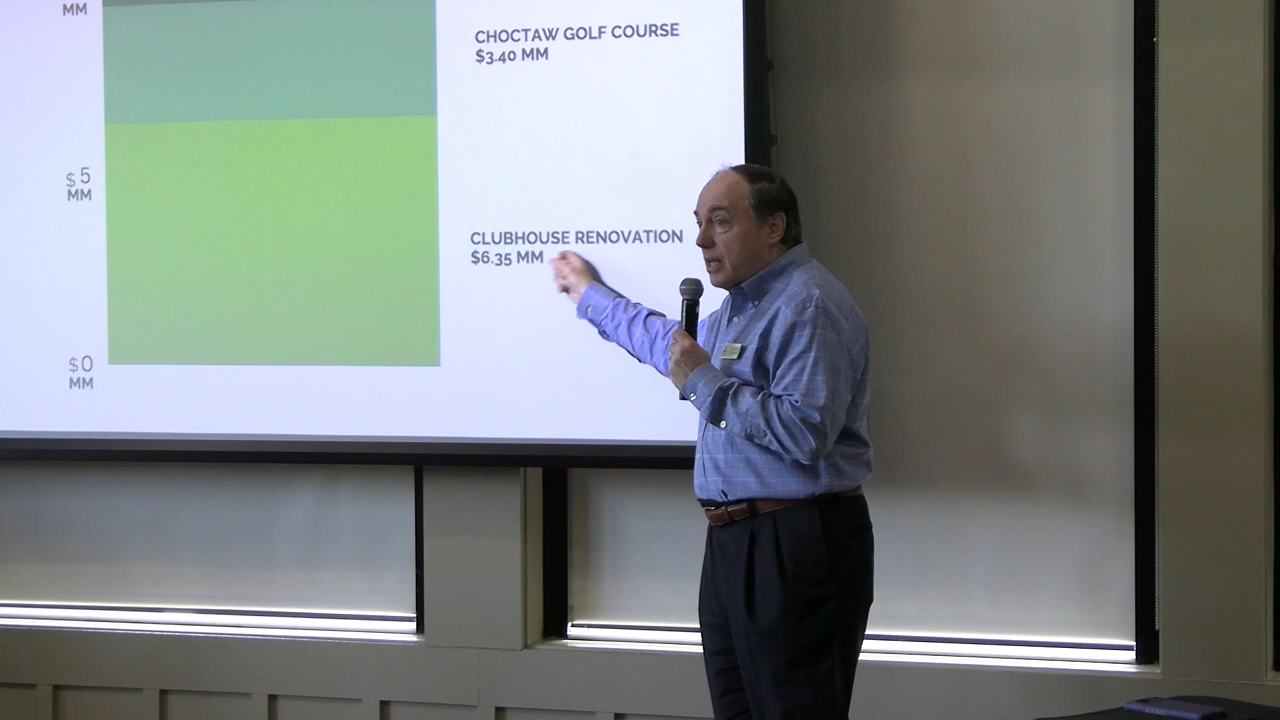 MM
CHOCTAW GOLF COURSE
$3.40 MM
$5
MM
CLUBHOUSE RENOVATION
$6.35 MM
$0
MM